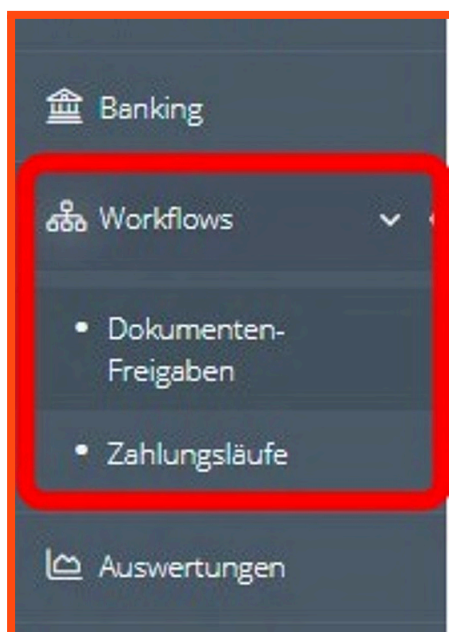 Banking
Workflows
Dokumenten-
Freigaben
Zahlungsläufe
Auswertungen